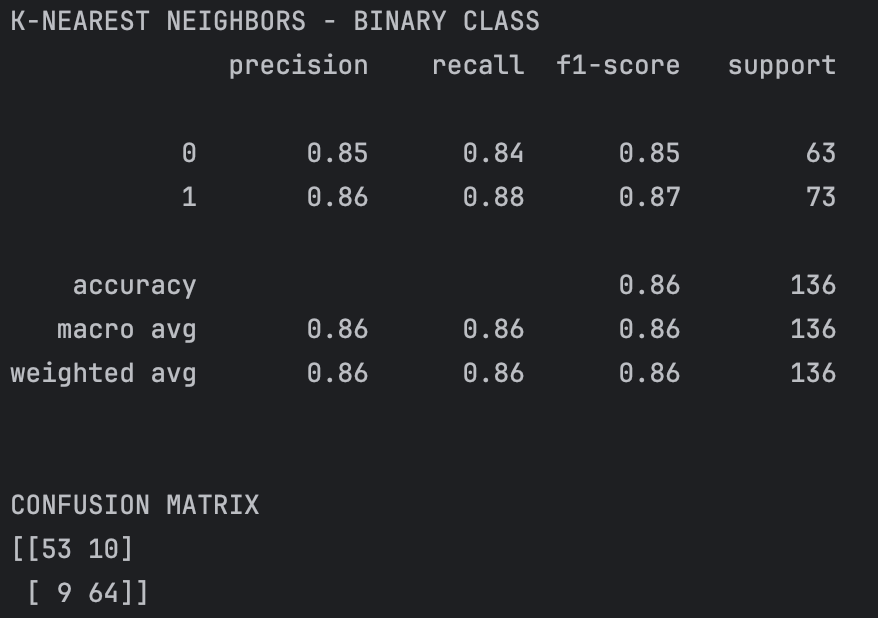 K-NEAREST NEIGHBORS - BINARY CLASS
              precision    recall  f1-score   support

           0       0.85      0.84      0.85        63
           1       0.86      0.88      0.87        73

    accuracy                           0.86       136
   macro avg       0.86      0.86      0.86       136
weighted avg       0.86      0.86      0.86       136

CONFUSION MATRIX
[[53 10]
 [ 9 64]]